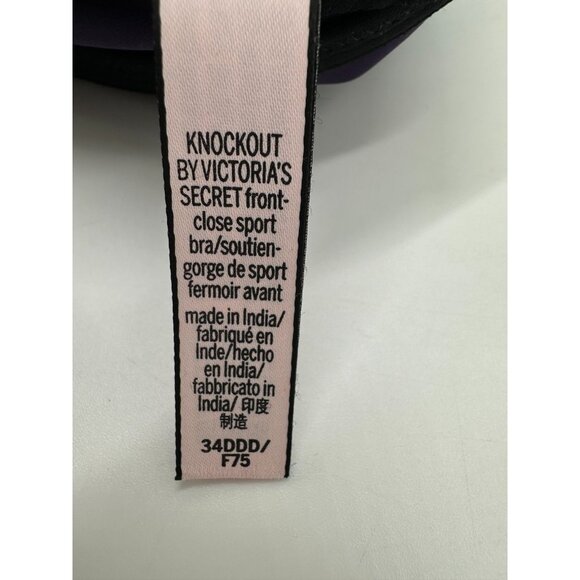 KNOCKOUT
BY VICTORIA'S
SECRET front-
close sport
bra/soutien-
gorge de sport
fermoir avant
made in India/
fabriqué en
Inde/hecho
en India/
fabbricato in
India/ 印度
制造
34DDD/
F75